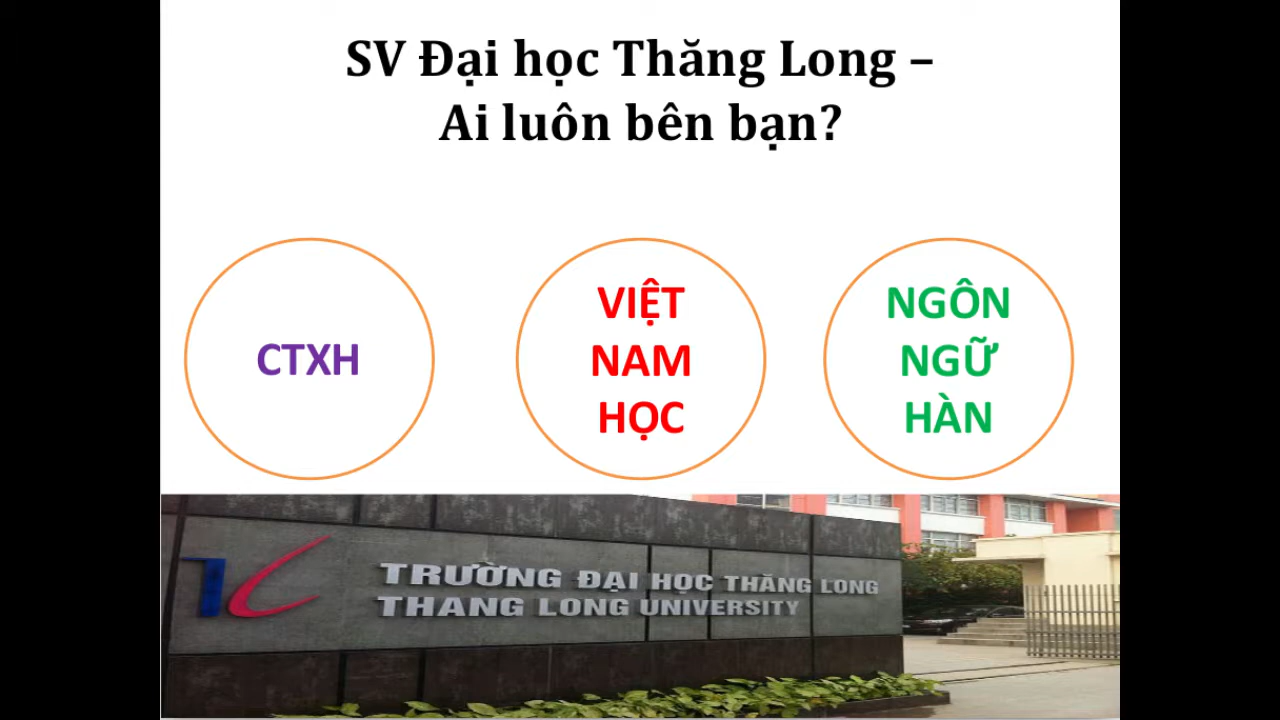 SV Đại học Thăng Long –
Ai luôn bên bạn?
CTXH
VIỆT
NAM
HỌC
NGÔN
NGỮ
HÀN
TRƯỜNG ĐẠI HỌC THĂNG LONG
THANG LONG UNIVERSITY